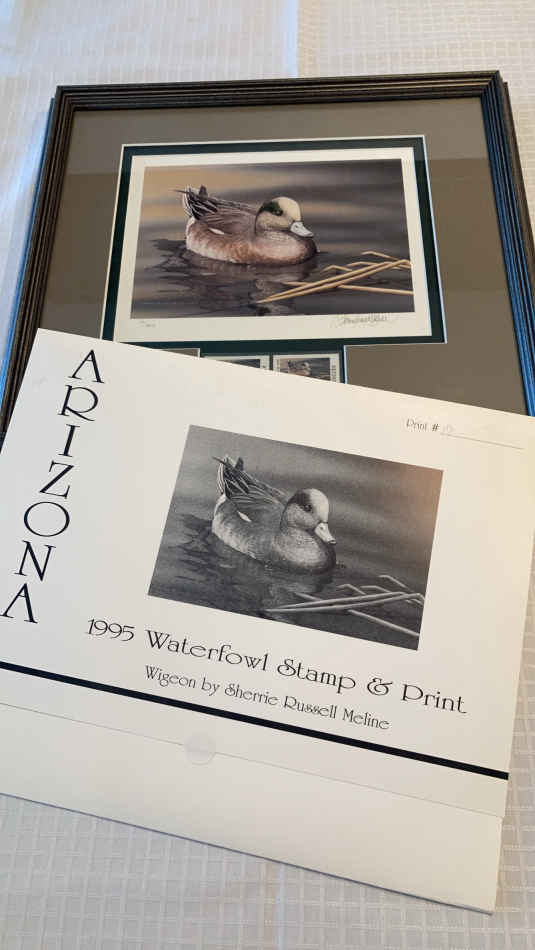 ARIZONA
Print #
1995 Waterfowl Stamp & Print
Wigeon by Sherrie Russell Meline